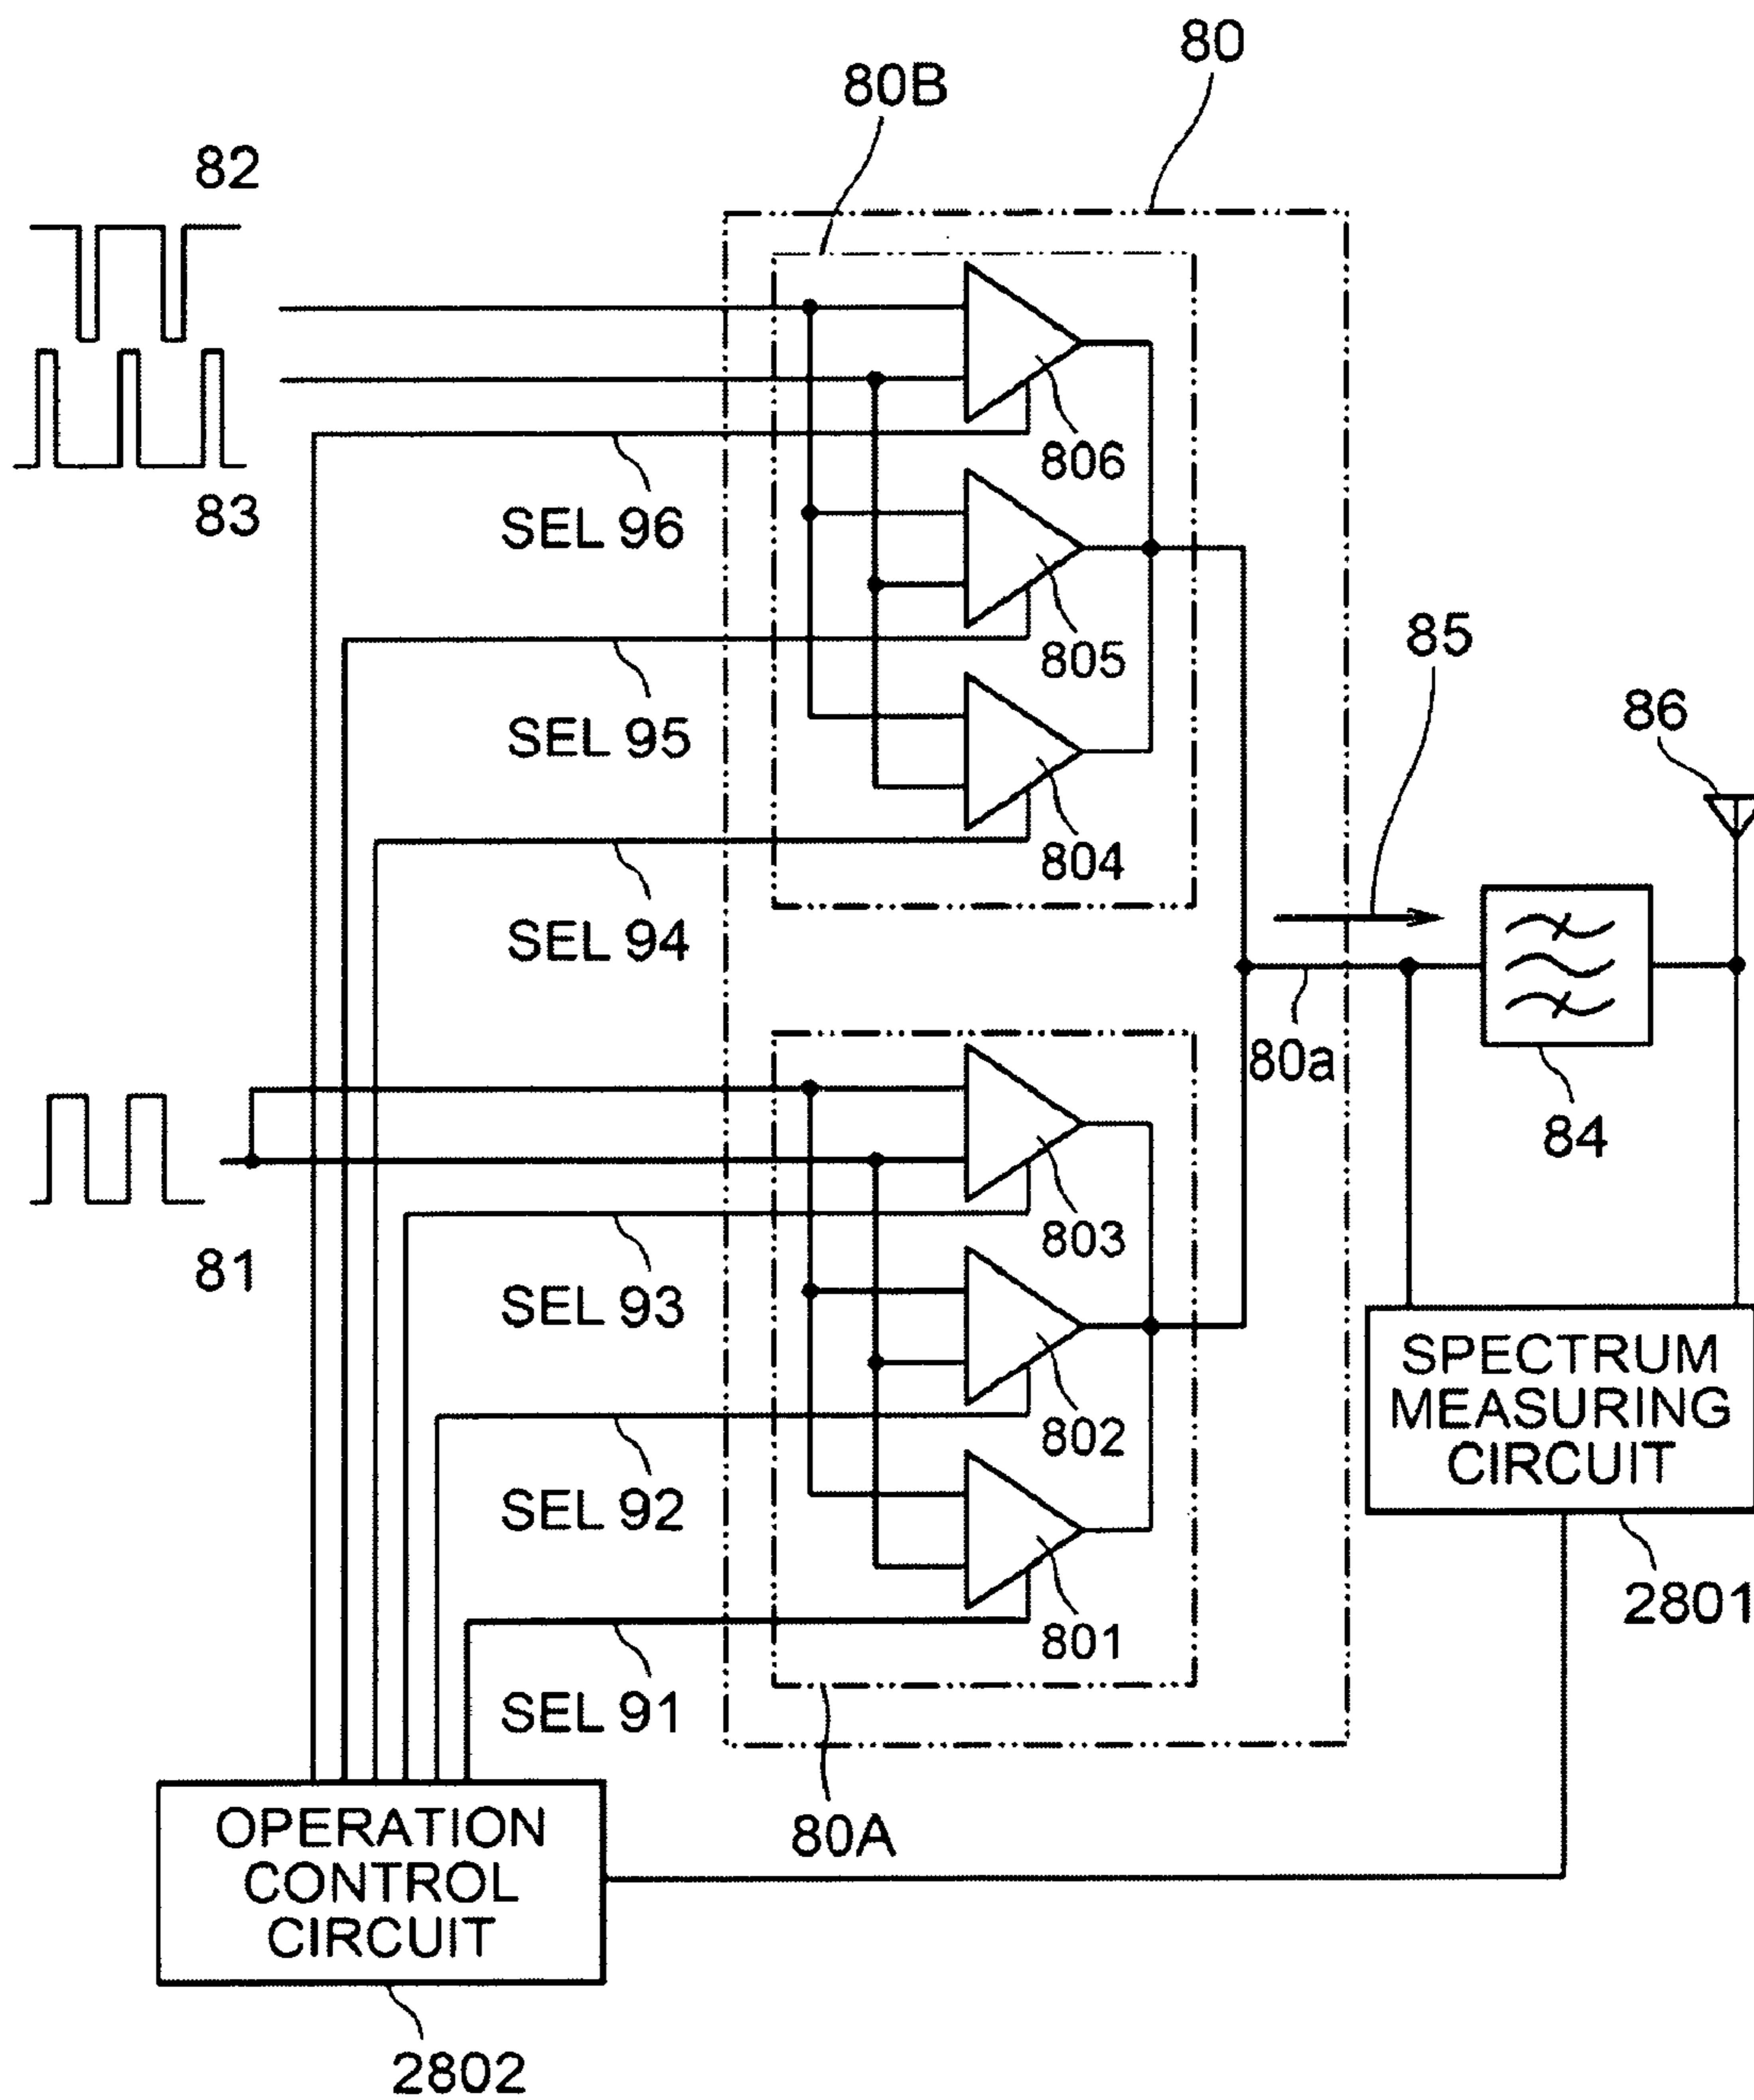 80
80B
82
83
806
SEL 96
805
SEL 95
85
86
804
SEL 94
80a
84
81
803
SEL 93
802
SEL 92
SPECTRUM
MEASURING
CIRCUIT
2801
801
SEL 91
80A
OPERATION
CONTROL
CIRCUIT
2802